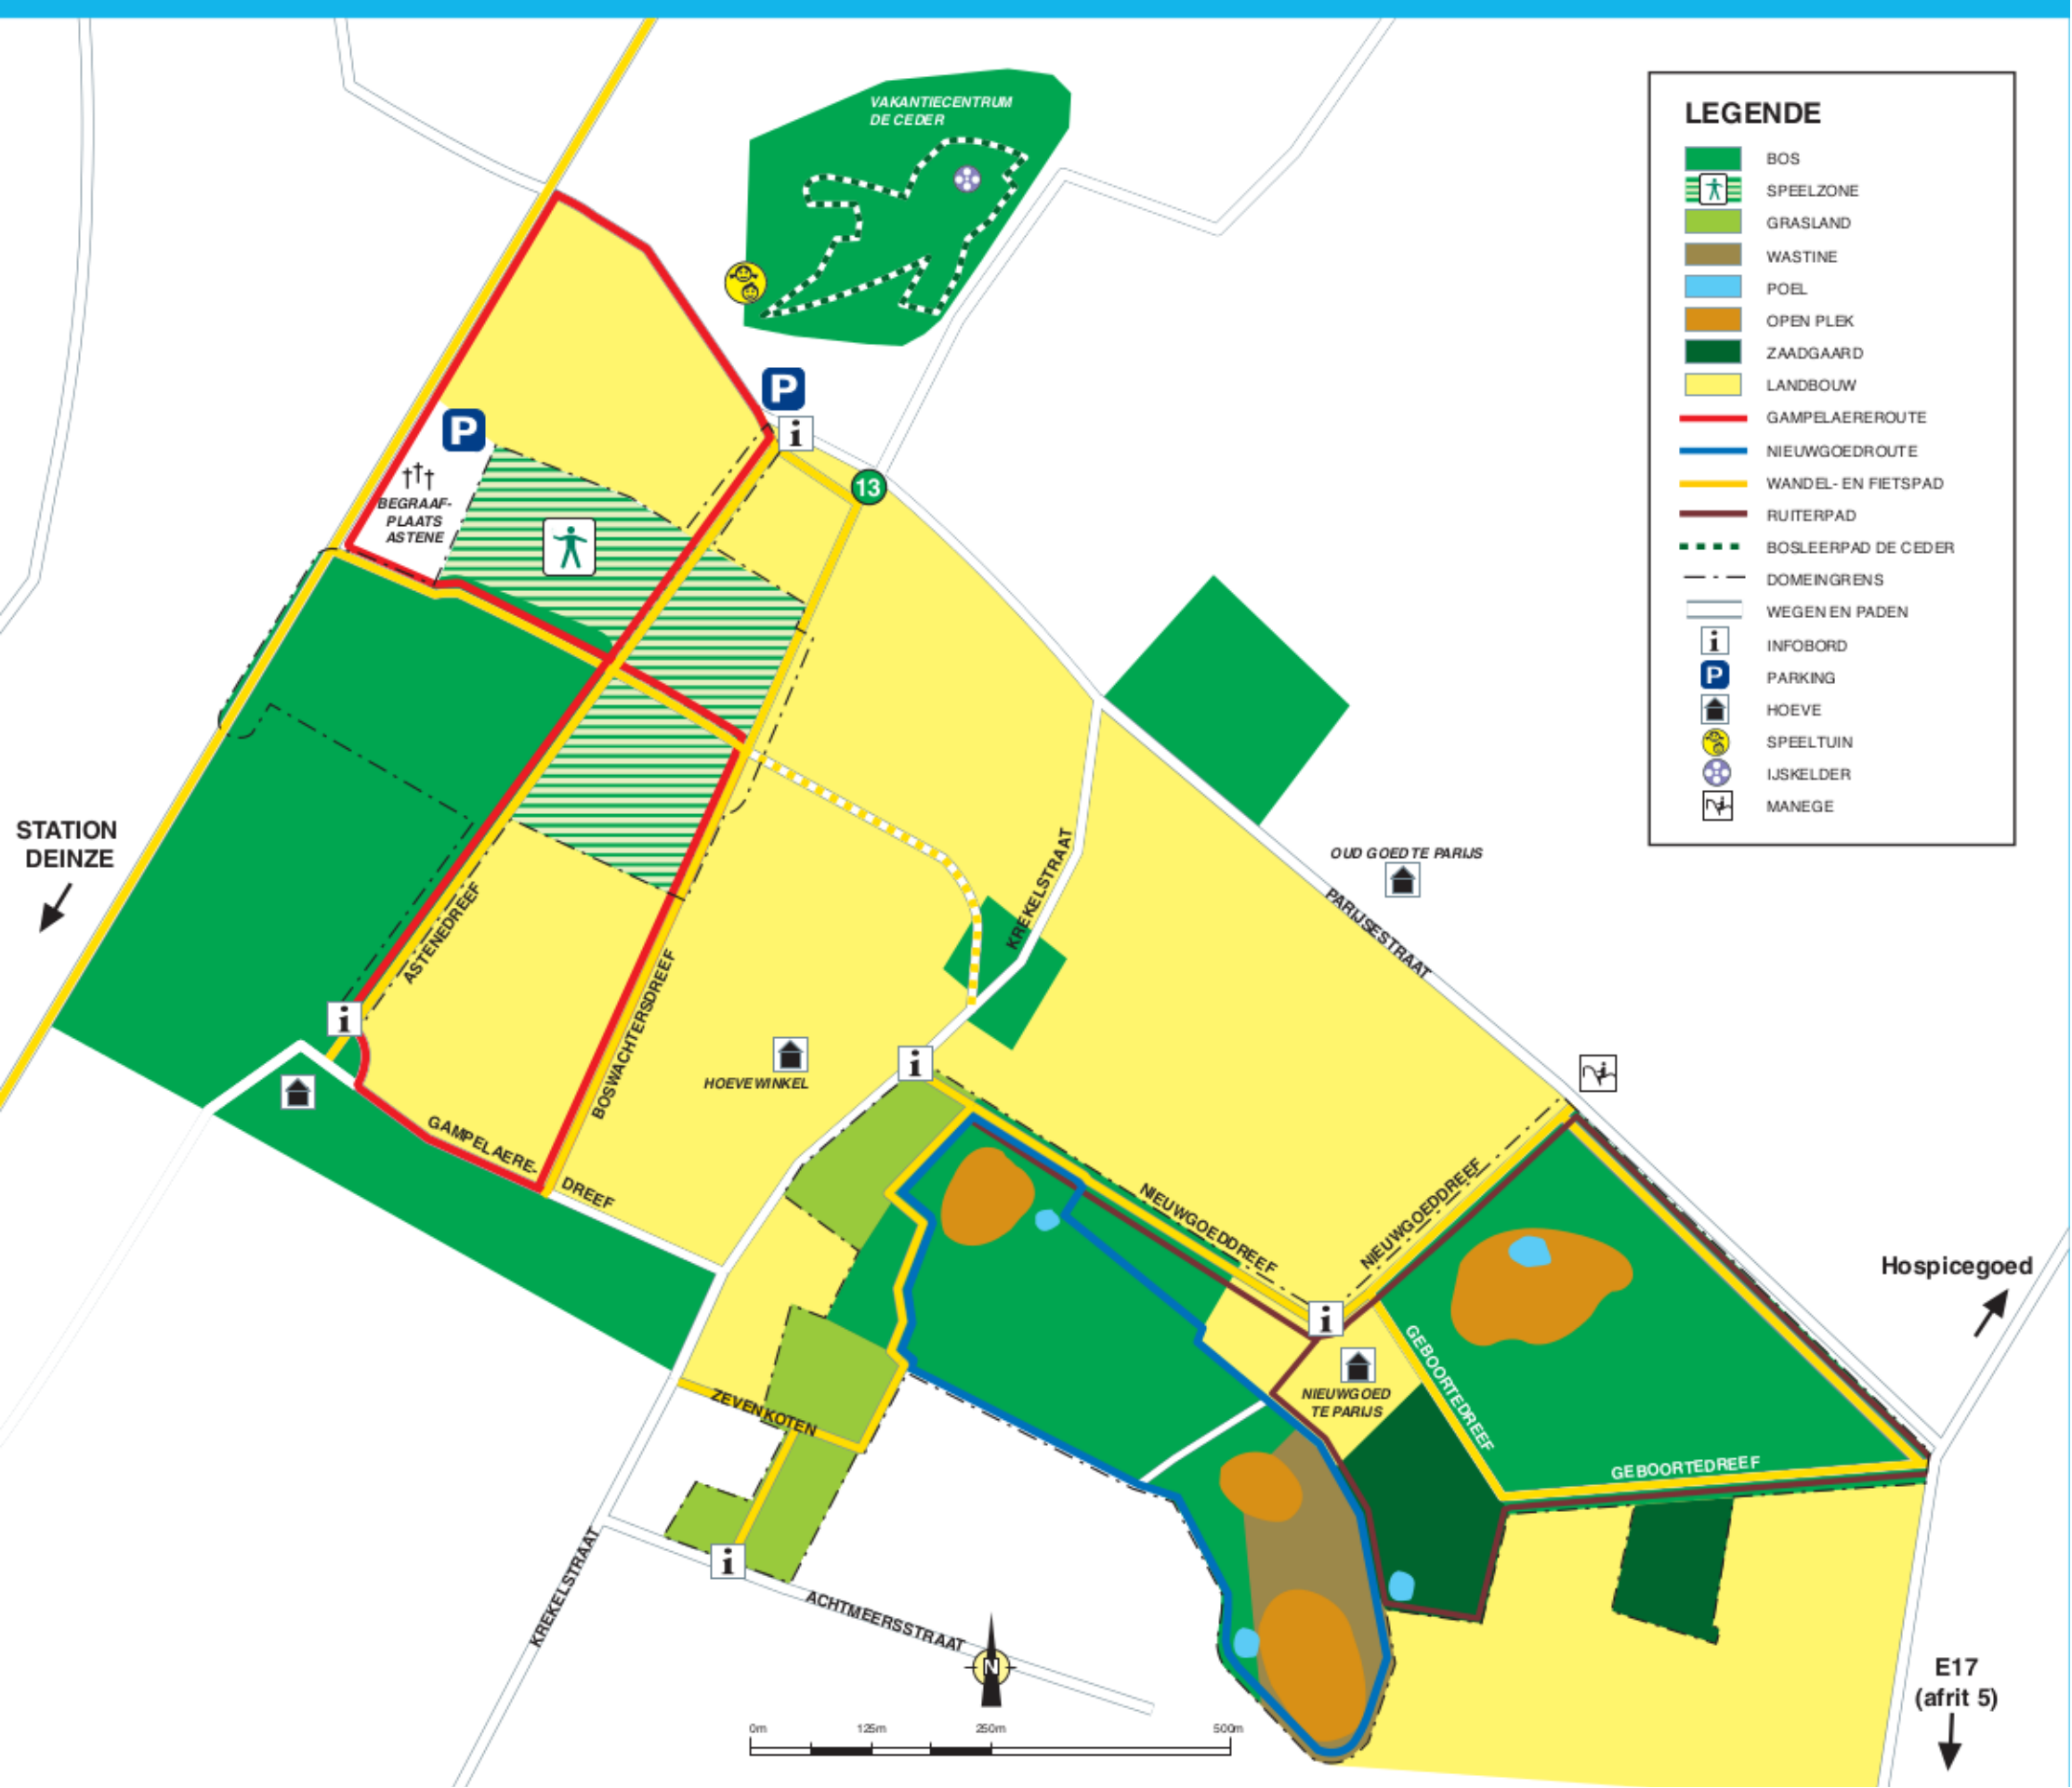 VAKANTIECENTRUM
DE CEDER
LEGENDE
BOS
SPEELZONE
GRASLAND
WASTINE
POEL
OPEN PLEK
ZAADGAARD
LANDBOUW
GAMPELAEREROUTE
NIEUWGOEDROUTE
WANDEL- EN FIETSPAD
RUITERPAD
BOSLEERPAD DE CEDER
DOMEINGRENS
WEGEN EN PADEN
i INFOBORD
P PARKING
HOEVE
SPEELTUIN
IJSKELDER
MANEGE
P
P
i
13
BEGRAAF-
PLAATS
ASTENE
STATION
DEINZE
ASTENEDREEF
BOSWACHTERSDREEF
KREKELSTRAAT
OUD GOED TE PARIJS
PARIJSESTRAAT
i
HOEVEWINKEL
i
GAMPELAERE-
DREEF
NIEUWGOEDDREEF
NIEUWGOEDDREEF
Hospicegoed
i
NIEUWGOED
TE PARIJS
GEBOORTEDREEF
GEBOORTEDREEF
ZEVENKOTEN
i
KREKELSTRAAT
ACHTMEERSSTRAAT
N
E17
(afrit 5)
0m 125m 250m 500m